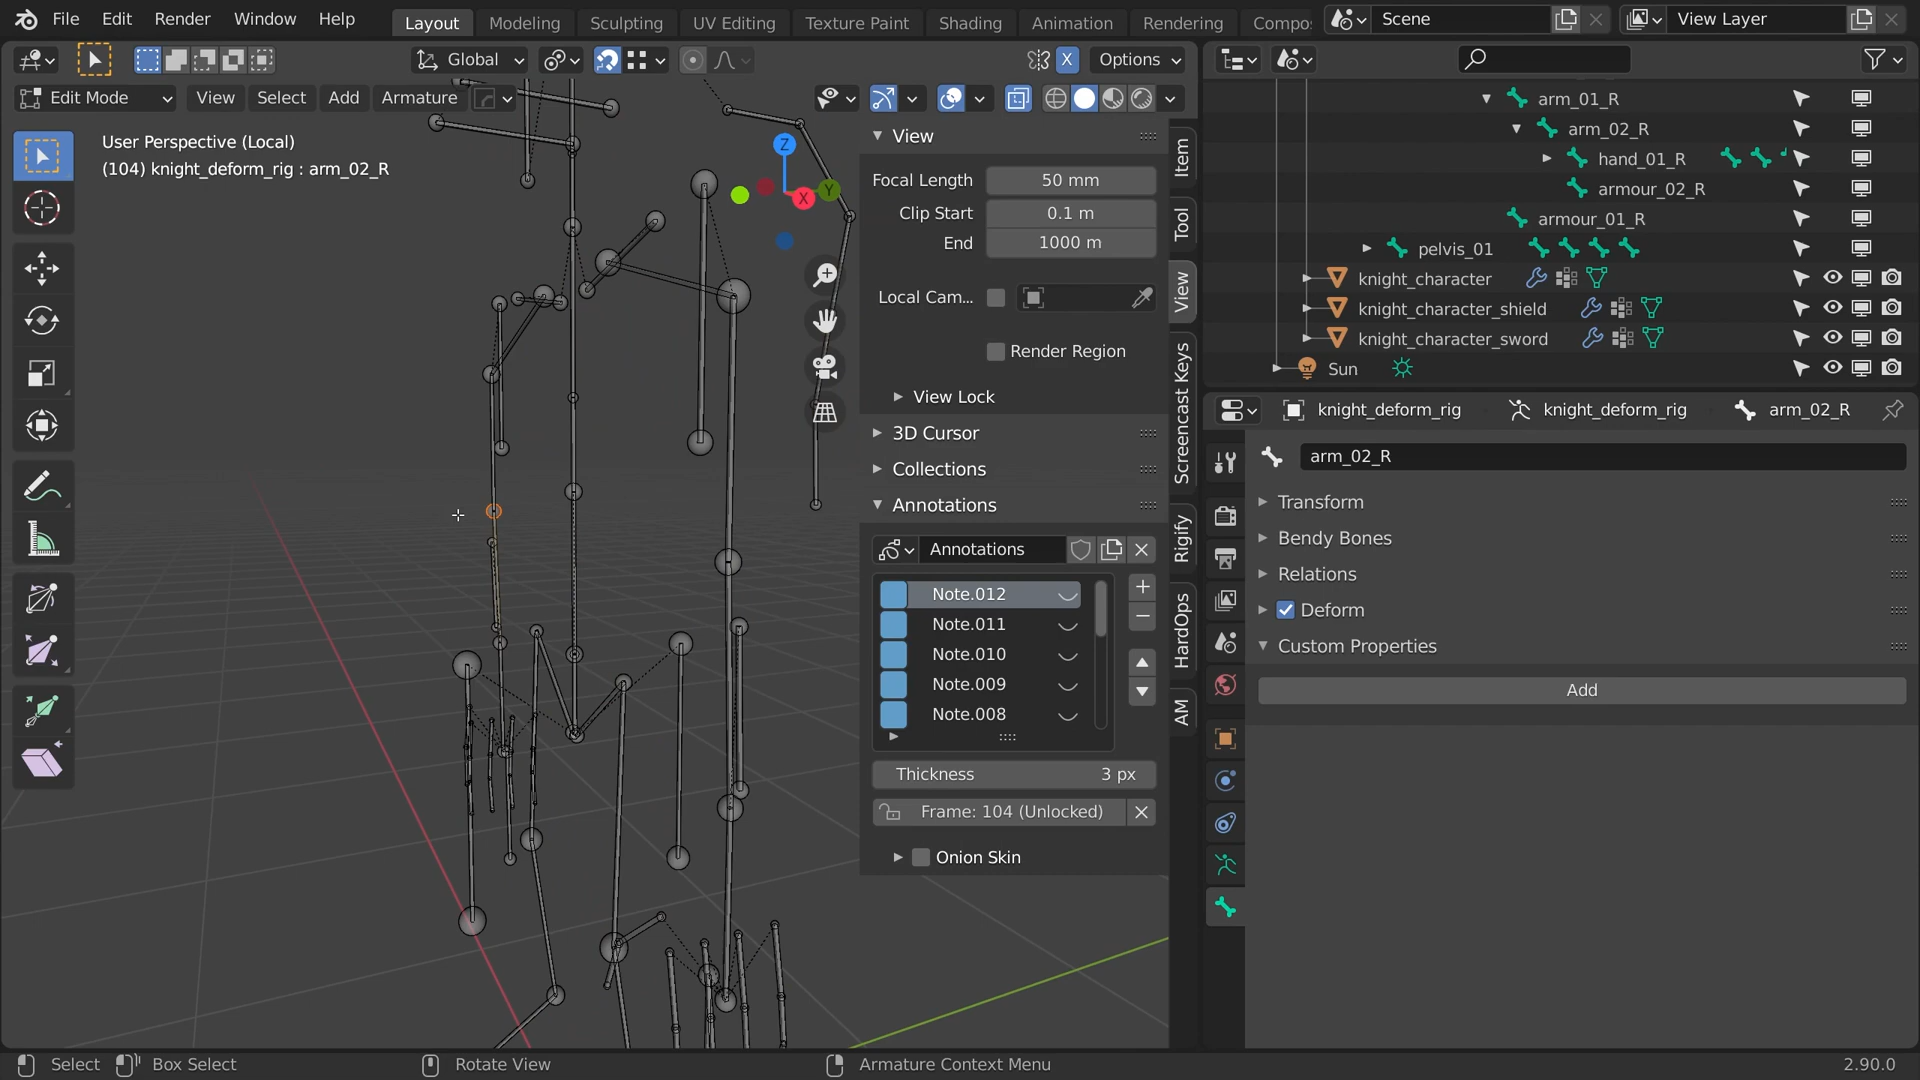 File Edit Render Window Help Layout Modeling Sculpting UV Editing Texture Paint Shading Animation Rendering Compo Scene View Layer
Global X Options
Edit Mode View Select Add Armature
User Perspective (Local)
(104) knight_deform_rig : arm_02_R
Z
Y
X
View
Focal Length 50 mm
Clip Start 0.1 m
End 1000 m
Local Cam...
Render Region
View Lock
3D Cursor
Collections
Annotations
Annotations
Note.012
Note.011
Note.010
Note.009
Note.008
Thickness 3 px
Frame: 104 (Unlocked)
Onion Skin
Item
Tool
View
Screencast Keys
Rigify
HardOps
AM
arm_01_R
arm_02_R
hand_01_R
armour_02_R
armour_01_R
pelvis_01
knight_character
knight_character_shield
knight_character_sword
Sun
knight_deform_rig knight_deform_rig arm_02_R
arm_02_R
Transform
Bendy Bones
Relations
Deform
Custom Properties
Add
Select Box Select Rotate View Armature Context Menu 2.90.0